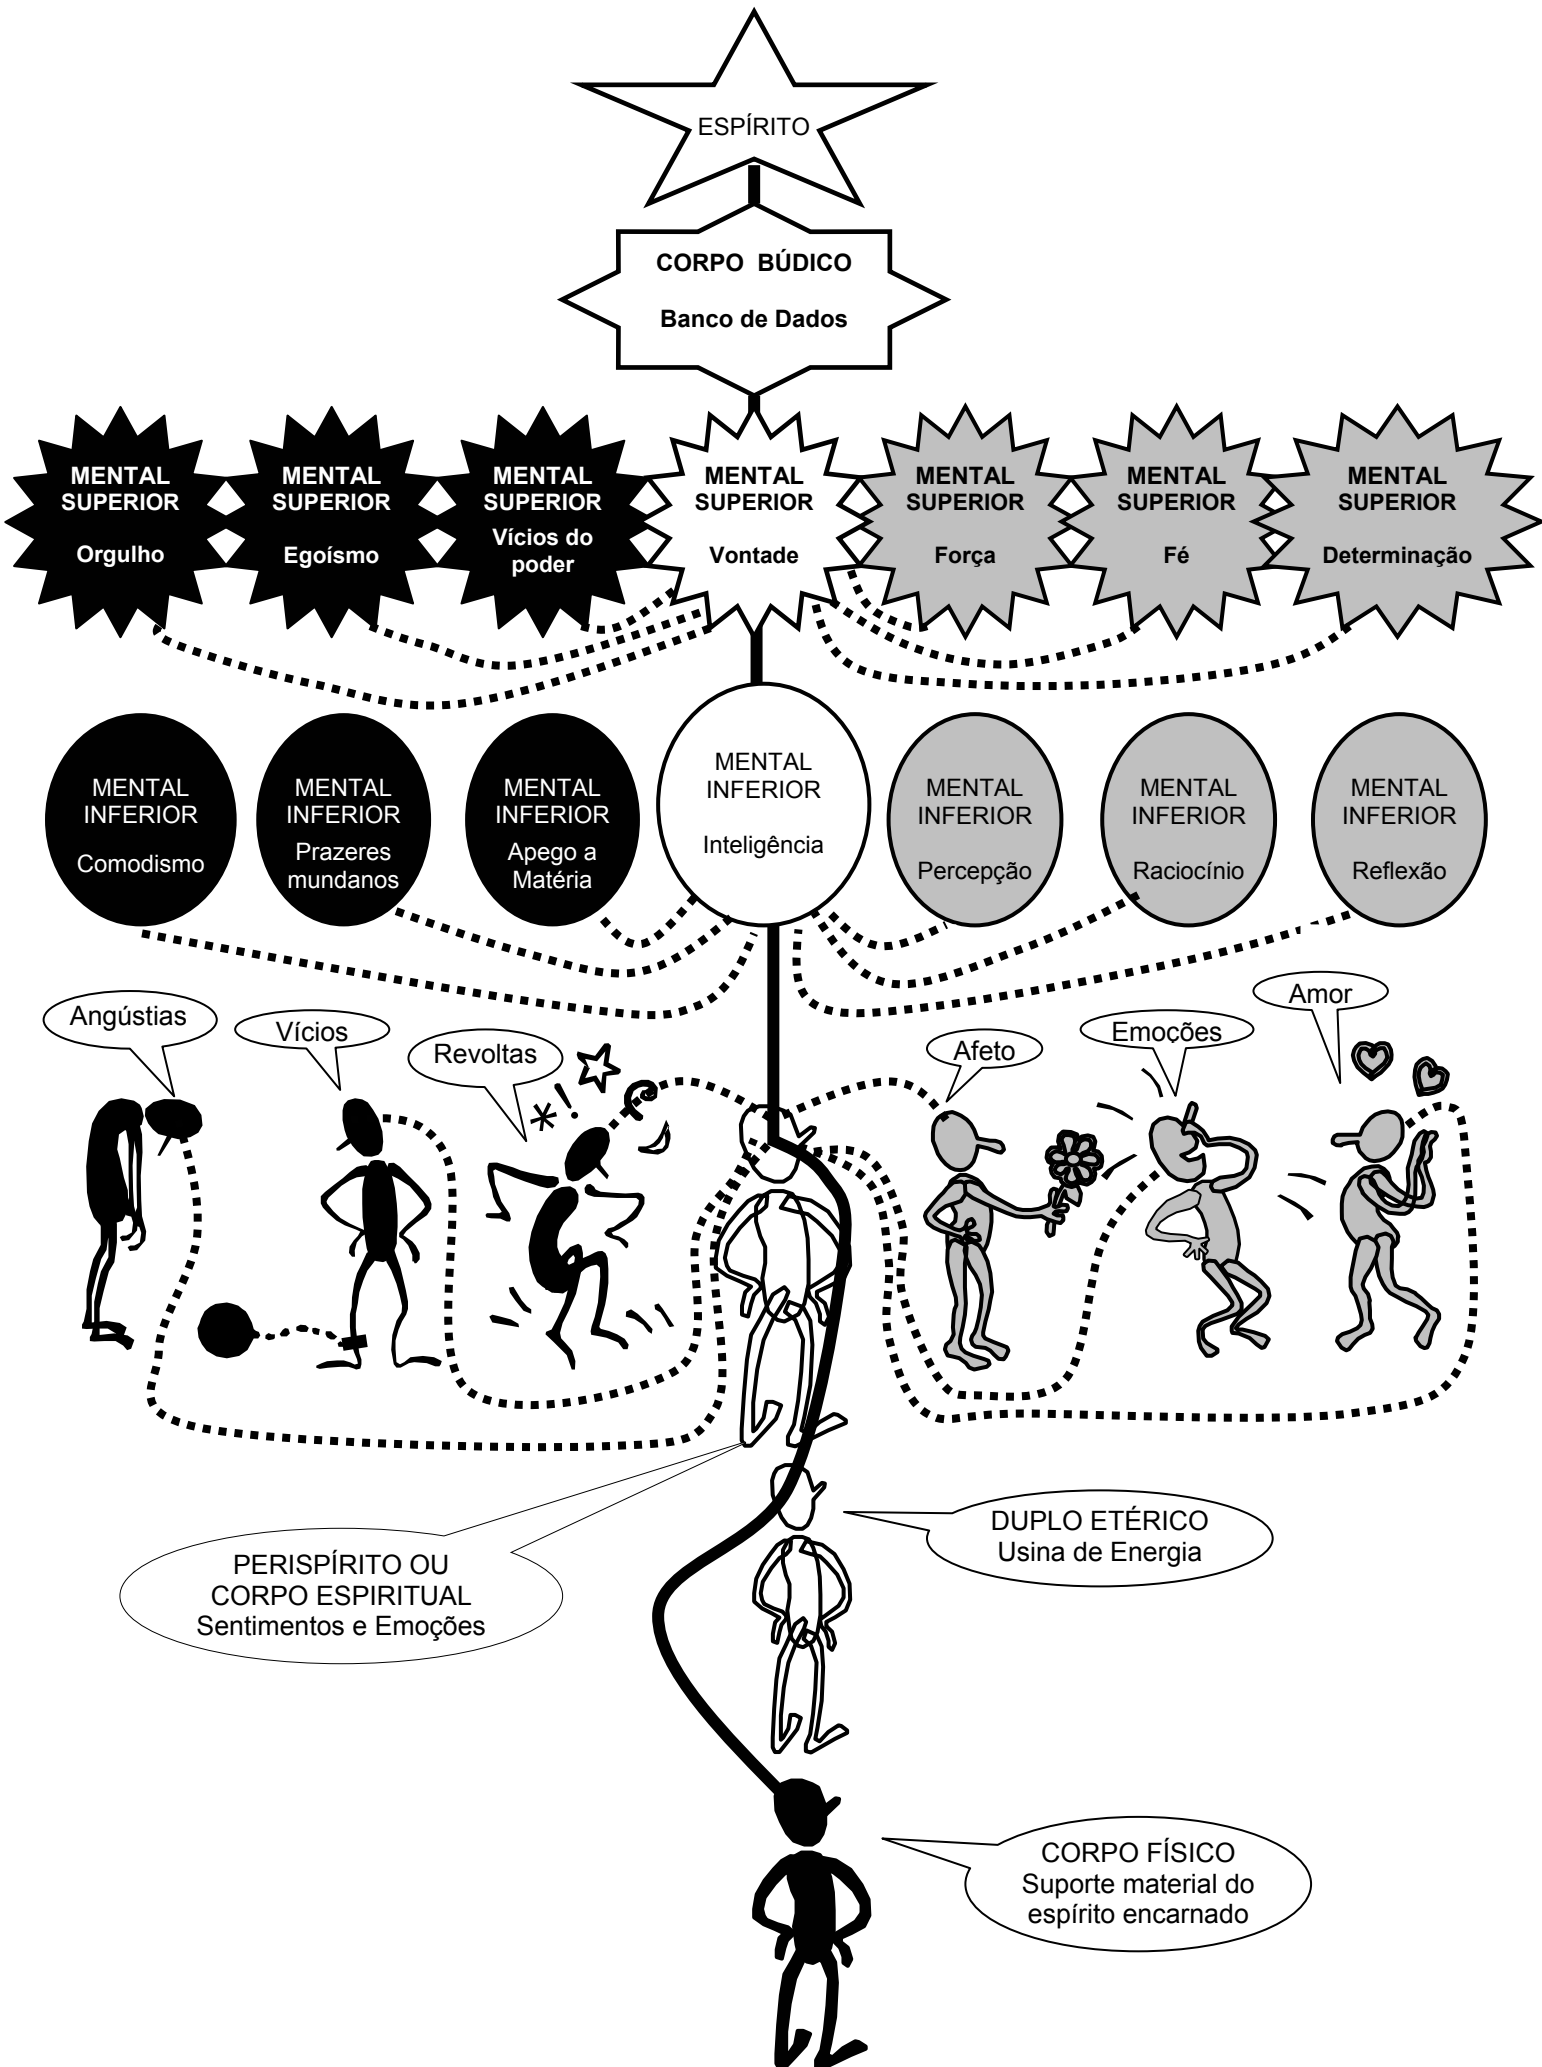 ESPÍRITO
CORPO BÚDICO
Banco de Dados
MENTAL
SUPERIOR
Orgulho
MENTAL
SUPERIOR
Egoísmo
MENTAL
SUPERIOR
Vícios do
poder
MENTAL
SUPERIOR
Vontade
MENTAL
SUPERIOR
Força
MENTAL
SUPERIOR
Fé
MENTAL
SUPERIOR
Determinação
MENTAL
INFERIOR
Comodismo
MENTAL
INFERIOR
Prazeres
mundanos
MENTAL
INFERIOR
Apego a
Matéria
MENTAL
INFERIOR
Inteligência
MENTAL
INFERIOR
Percepção
MENTAL
INFERIOR
Raciocínio
MENTAL
INFERIOR
Reflexão
Angústias
Vícios
Revoltas
*!
Afeto
Emoções
Amor
PERISPÍRITO OU
CORPO ESPIRITUAL
Sentimentos e Emoções
DUPLO ETÉRICO
Usina de Energia
CORPO FÍSICO
Suporte material do
espírito encarnado